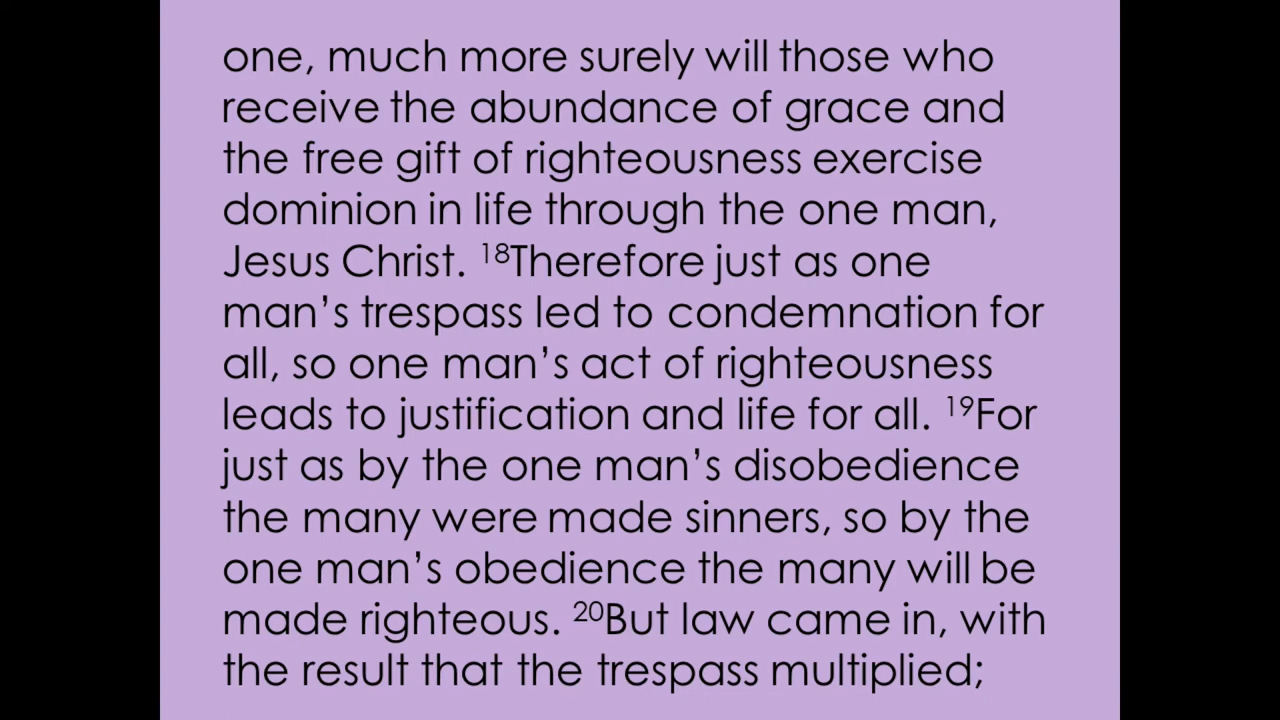 one, much more surely will those who
receive the abundance of grace and
the free gift of righteousness exercise
dominion in life through the one man,
Jesus Christ. ¹⁸Therefore just as one
man’s trespass led to condemnation for
all, so one man’s act of righteousness
leads to justification and life for all. ¹⁹For
just as by the one man’s disobedience
the many were made sinners, so by the
one man’s obedience the many will be
made righteous. ²⁰But law came in, with
the result that the trespass multiplied;